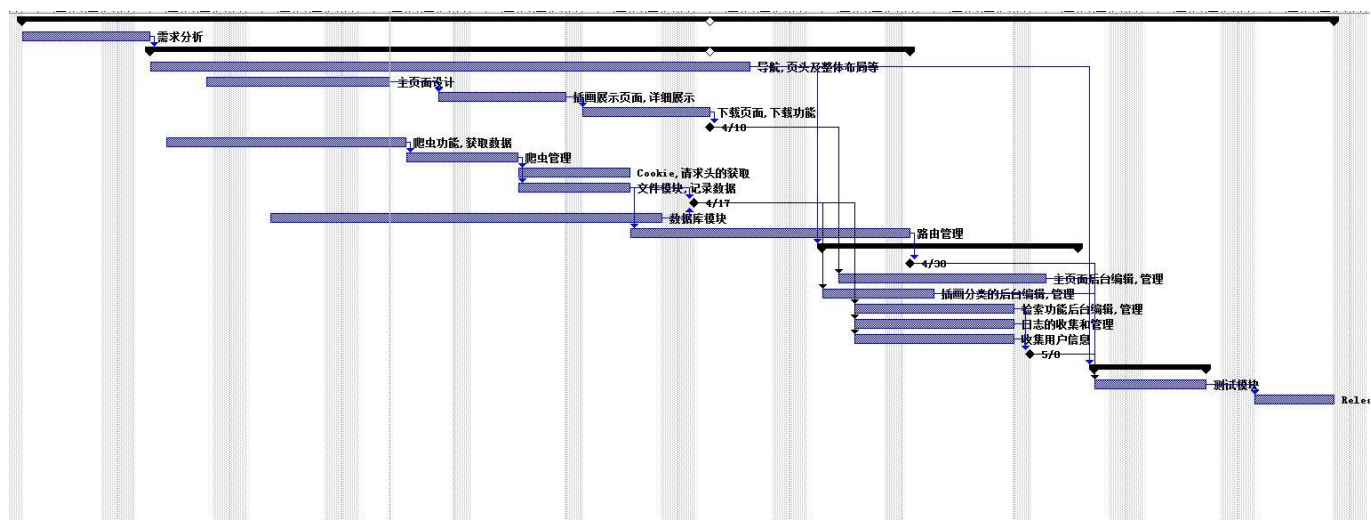 需求分析
导航,页头及整体布局等
主页面设计
插画展示页面,详细展示
下载页面,下载功能
4/10
爬虫功能,获取数据
爬虫管理
Cookie,请求头的获取
文件模块,记录数据
4/17
数据库模块
路由管理
4/30
主页面后台编辑,管理
插画分类的后台编辑,管理
检索功能后台编辑,管理
日志的收集和管理
收集用户信息
5/8
测试模块